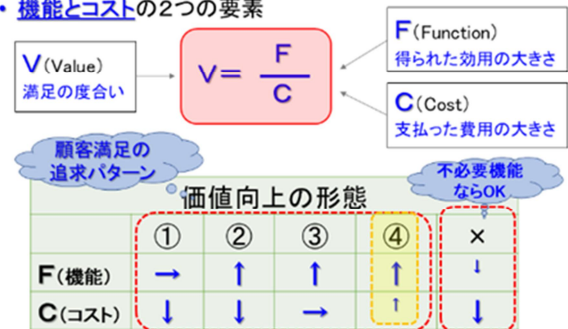 • 機能とコストの2つの要素
V(Value)
満足の度合い
V= F/C
F(Function)
得られた効用の大きさ
C(Cost)
支払った費用の大きさ
顧客満足の
追求パターン
不必要機能
ならOK
価値向上の形態
① ② ③ ④ ×
F(機能) → ↑ ↑ ↑ ↓
C(コスト) ↓ ↓ → ↑ ↓